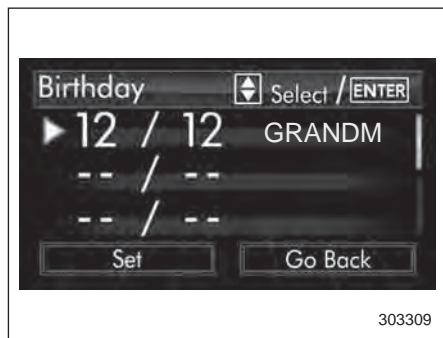 Birthday Select / ENTER
12 / 12 GRANDM
-- / --
-- / --
Set Go Back
303309